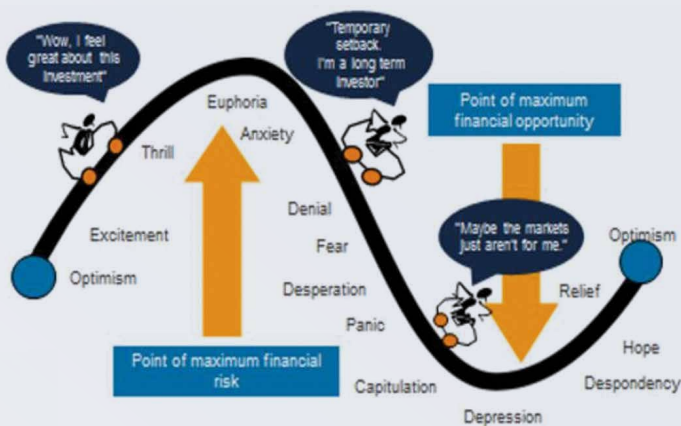 "Wow, I feel
great about this
Investment"
"Temporary
setback.
I'm a long term
Investor"
Point of maximum
financial opportunity
Euphoria
Anxiety
Thrill
Denial
"Maybe the markets
just aren't for me."
Excitement
Fear
Optimism
Optimism
Desperation
Relief
Panic
Point of maximum financial
risk
Hope
Capitulation
Despondency
Depression